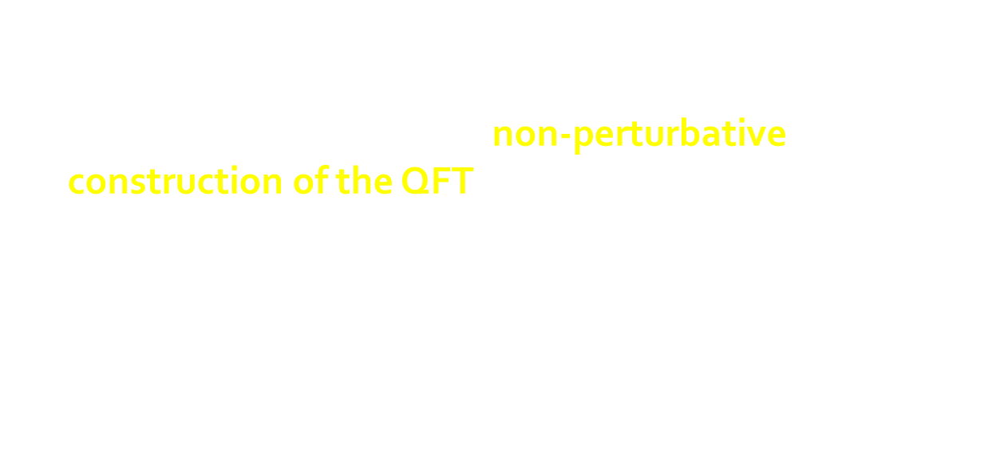 non-perturbative
construction of the QFT